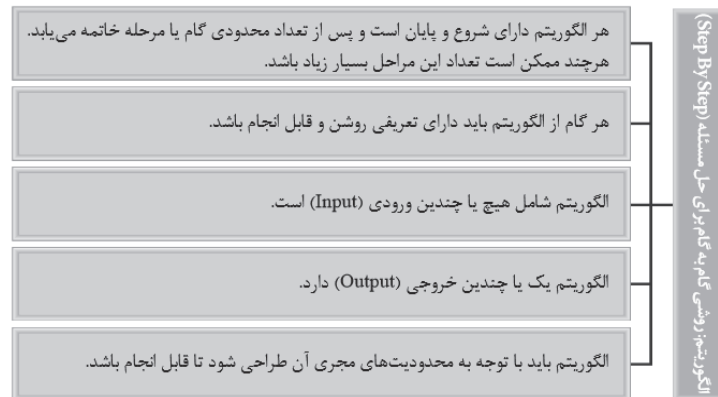 الگوریتم: روشی گام به گام برای حل مسئله (Step By Step)
هر الگوریتم دارای شروع و پایان است و پس از تعداد محدودی گام یا مرحله خاتمه می‌یابد.
هرچند ممکن است تعداد این مراحل بسیار زیاد باشد.
هر گام از الگوریتم باید دارای تعریفی روشن و قابل انجام باشد.
الگوریتم شامل هیچ یا چندین ورودی (Input) است.
الگوریتم یک یا چندین خروجی (Output) دارد.
الگوریتم باید با توجه به محدودیت‌های مجری آن طراحی شود تا قابل انجام باشد.